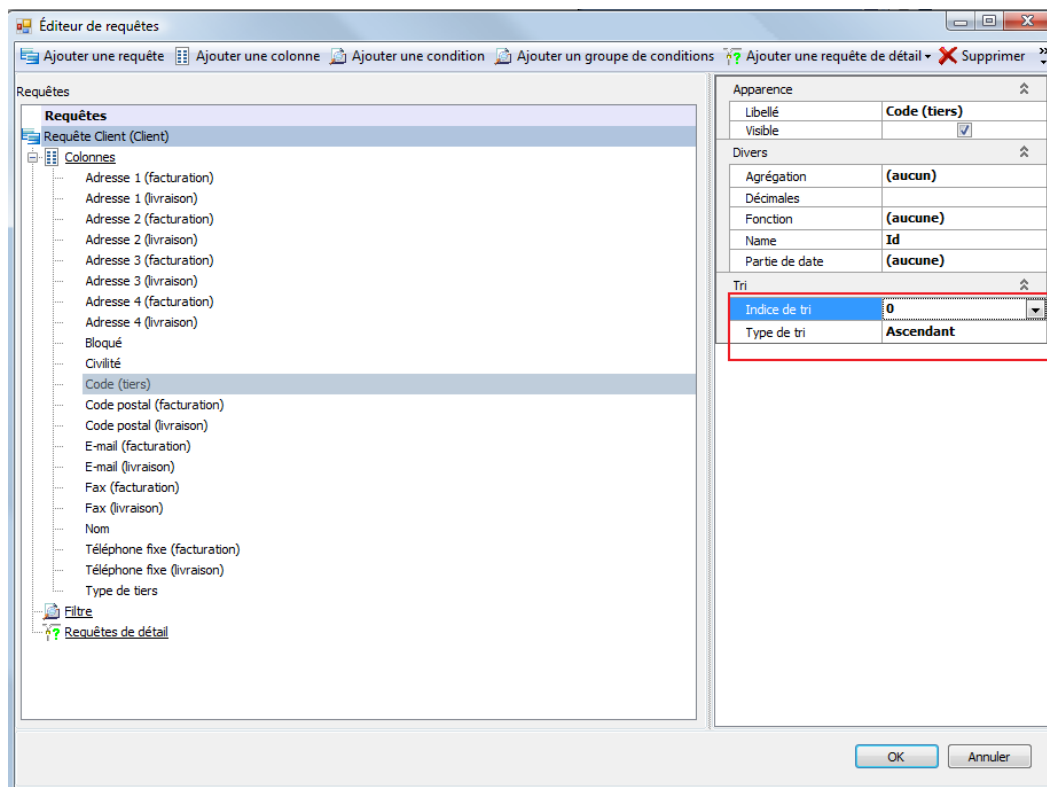 Éditeur de requêtes
Ajouter une requête Ajouter une colonne Ajouter une condition Ajouter un groupe de conditions Ajouter une requête de détail Supprimer
Requêtes
Requêtes
Requête Client (Client)
Colonnes
Adresse 1 (facturation)
Adresse 1 (livraison)
Adresse 2 (facturation)
Adresse 2 (livraison)
Adresse 3 (facturation)
Adresse 3 (livraison)
Adresse 4 (facturation)
Adresse 4 (livraison)
Bloqué
Civilité
Code (tiers)
Code postal (facturation)
Code postal (livraison)
E-mail (facturation)
E-mail (livraison)
Fax (facturation)
Fax (livraison)
Nom
Téléphone fixe (facturation)
Téléphone fixe (livraison)
Type de tiers
Filtre
Requêtes de détail
Apparence
Libellé Code (tiers)
Visible
Divers
Agrégation (aucun)
Décimales
Fonction (aucune)
Name Id
Partie de date (aucune)
Tri
Indice de tri 0
Type de tri Ascendant
OK Annuler